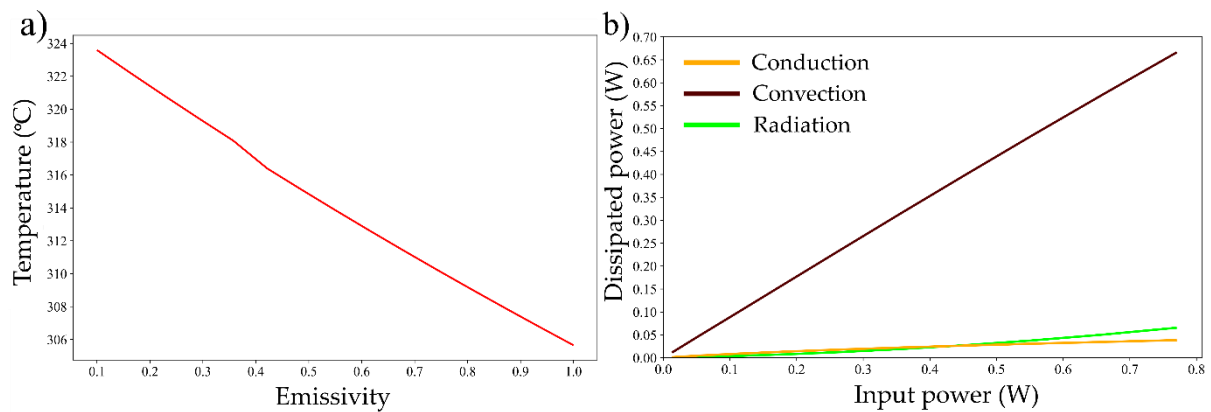 a)
324
322
320
318
316
314
312
310
308
306
Temperature (℃)
0.1 0.2 0.3 0.4 0.5 0.6 0.7 0.8 0.9 1.0
Emissivity
b)
0.70
0.65
0.60
0.55
0.50
0.45
0.40
0.35
0.30
0.25
0.20
0.15
0.10
0.05
0.00
Dissipated power (W)
Conduction
Convection
Radiation
0.0 0.1 0.2 0.3 0.4 0.5 0.6 0.7 0.8
Input power (W)